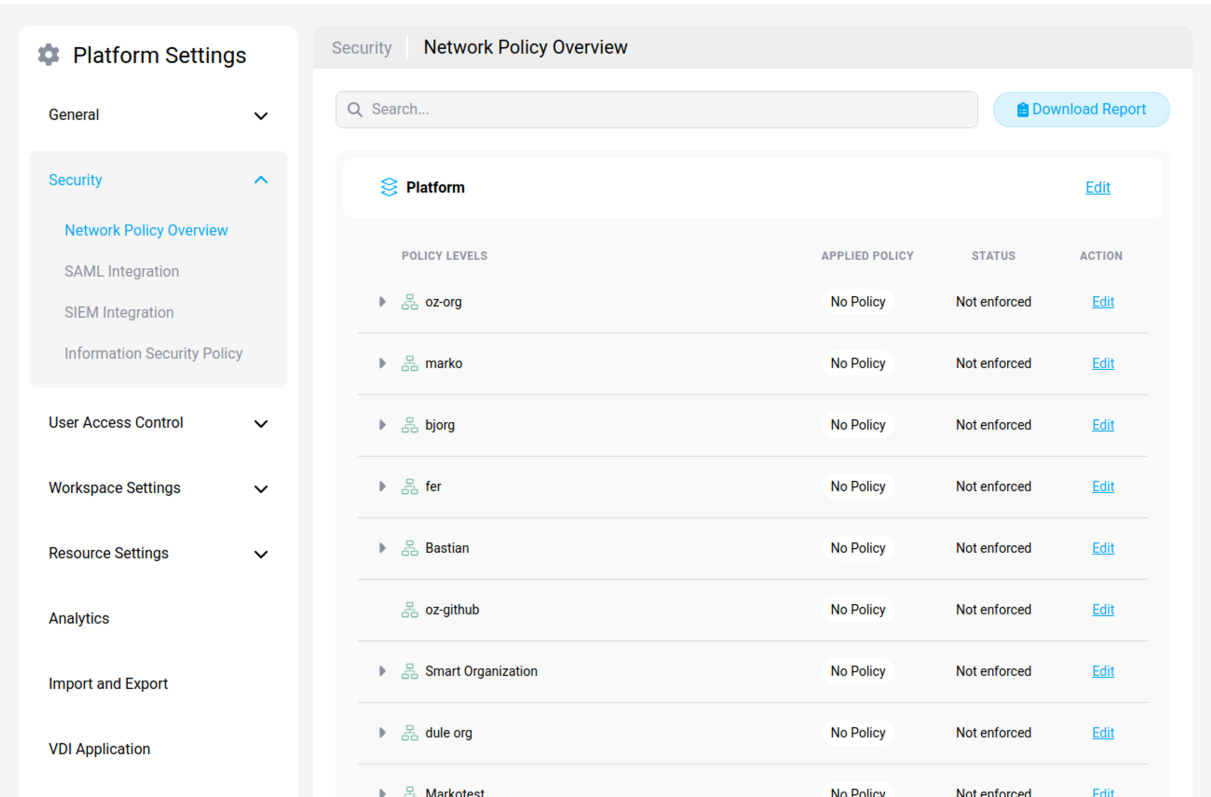 Platform Settings
General
Security
Network Policy Overview
SAML Integration
SIEM Integration
Information Security Policy
User Access Control
Workspace Settings
Resource Settings
Analytics
Import and Export
VDI Application
Security Network Policy Overview
Search... Download Report
Platform Edit
POLICY LEVELS APPLIED POLICY STATUS ACTION
oz-org No Policy Not enforced Edit
marko No Policy Not enforced Edit
bjorg No Policy Not enforced Edit
fer No Policy Not enforced Edit
Bastian No Policy Not enforced Edit
oz-github No Policy Not enforced Edit
Smart Organization No Policy Not enforced Edit
dule org No Policy Not enforced Edit
Markotest No Policy Not enforced Edit